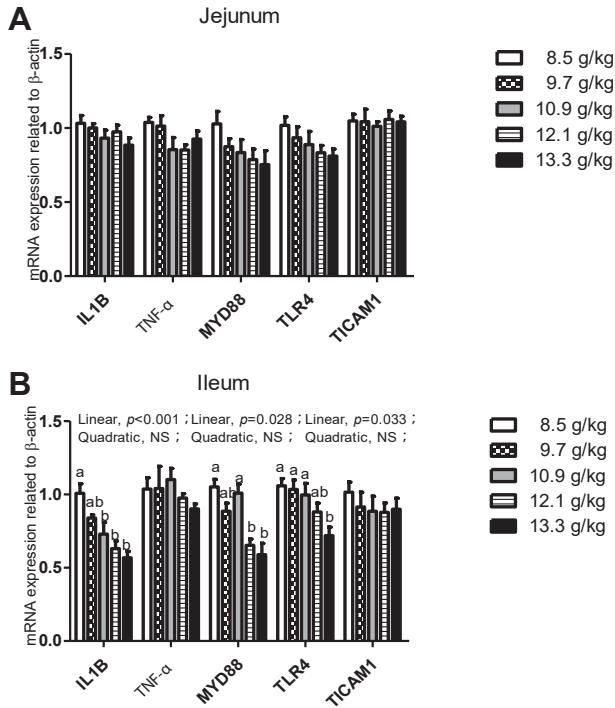 A
Jejunum
mRNA expression related to β-actin
1.5
1.0
0.5
0.0
IL1B
TNF-α
MYD88
TLR4
TICAM1
8.5 g/kg
9.7 g/kg
10.9 g/kg
12.1 g/kg
13.3 g/kg
B
Ileum
mRNA expression related to β-actin
1.5
1.0
0.5
0.0
Linear, p<0.001 ; Linear, p=0.028 ; Linear, p=0.033 ;
Quadratic, NS ; Quadratic, NS ; Quadratic, NS ;
a ab b b b
a ab a b b
a a a ab b
IL1B
TNF-α
MYD88
TLR4
TICAM1
8.5 g/kg
9.7 g/kg
10.9 g/kg
12.1 g/kg
13.3 g/kg